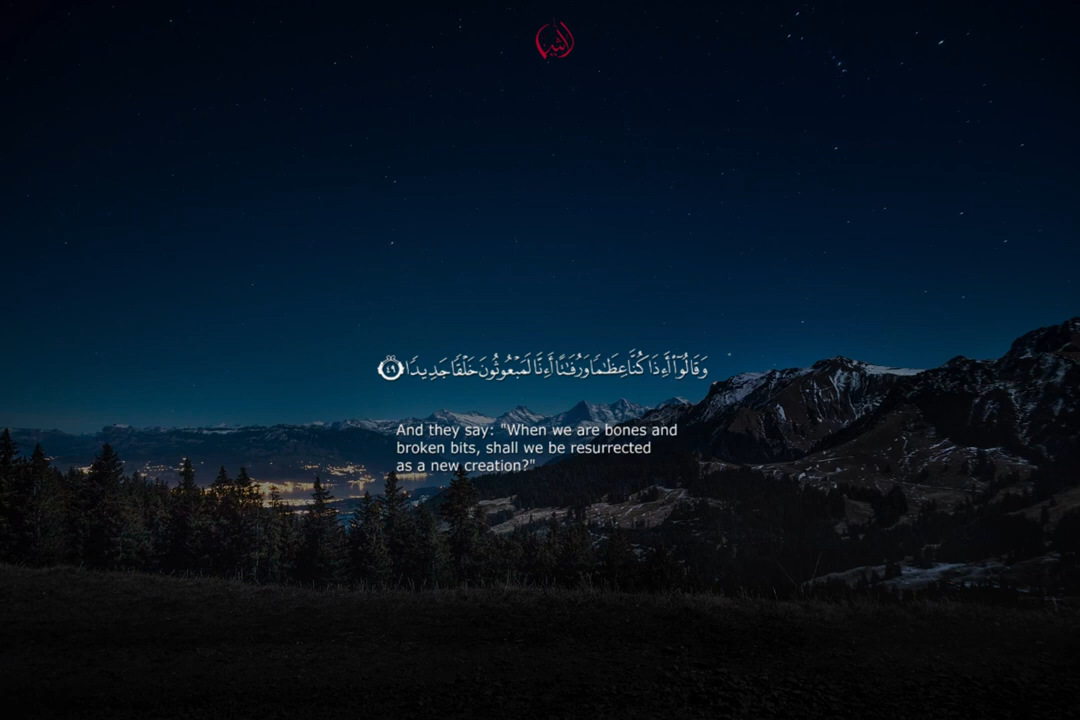 وَقَالُوٓا۟ أَءِذَا كُنَّا عِظَـٰمًا وَرُفَـٰتًا أَءِنَّا لَمَبْعُوثُونَ خَلْقًا جَدِيدًا ٤٩
And they say: "When we are bones and
broken bits, shall we be resurrected
as a new creation?"